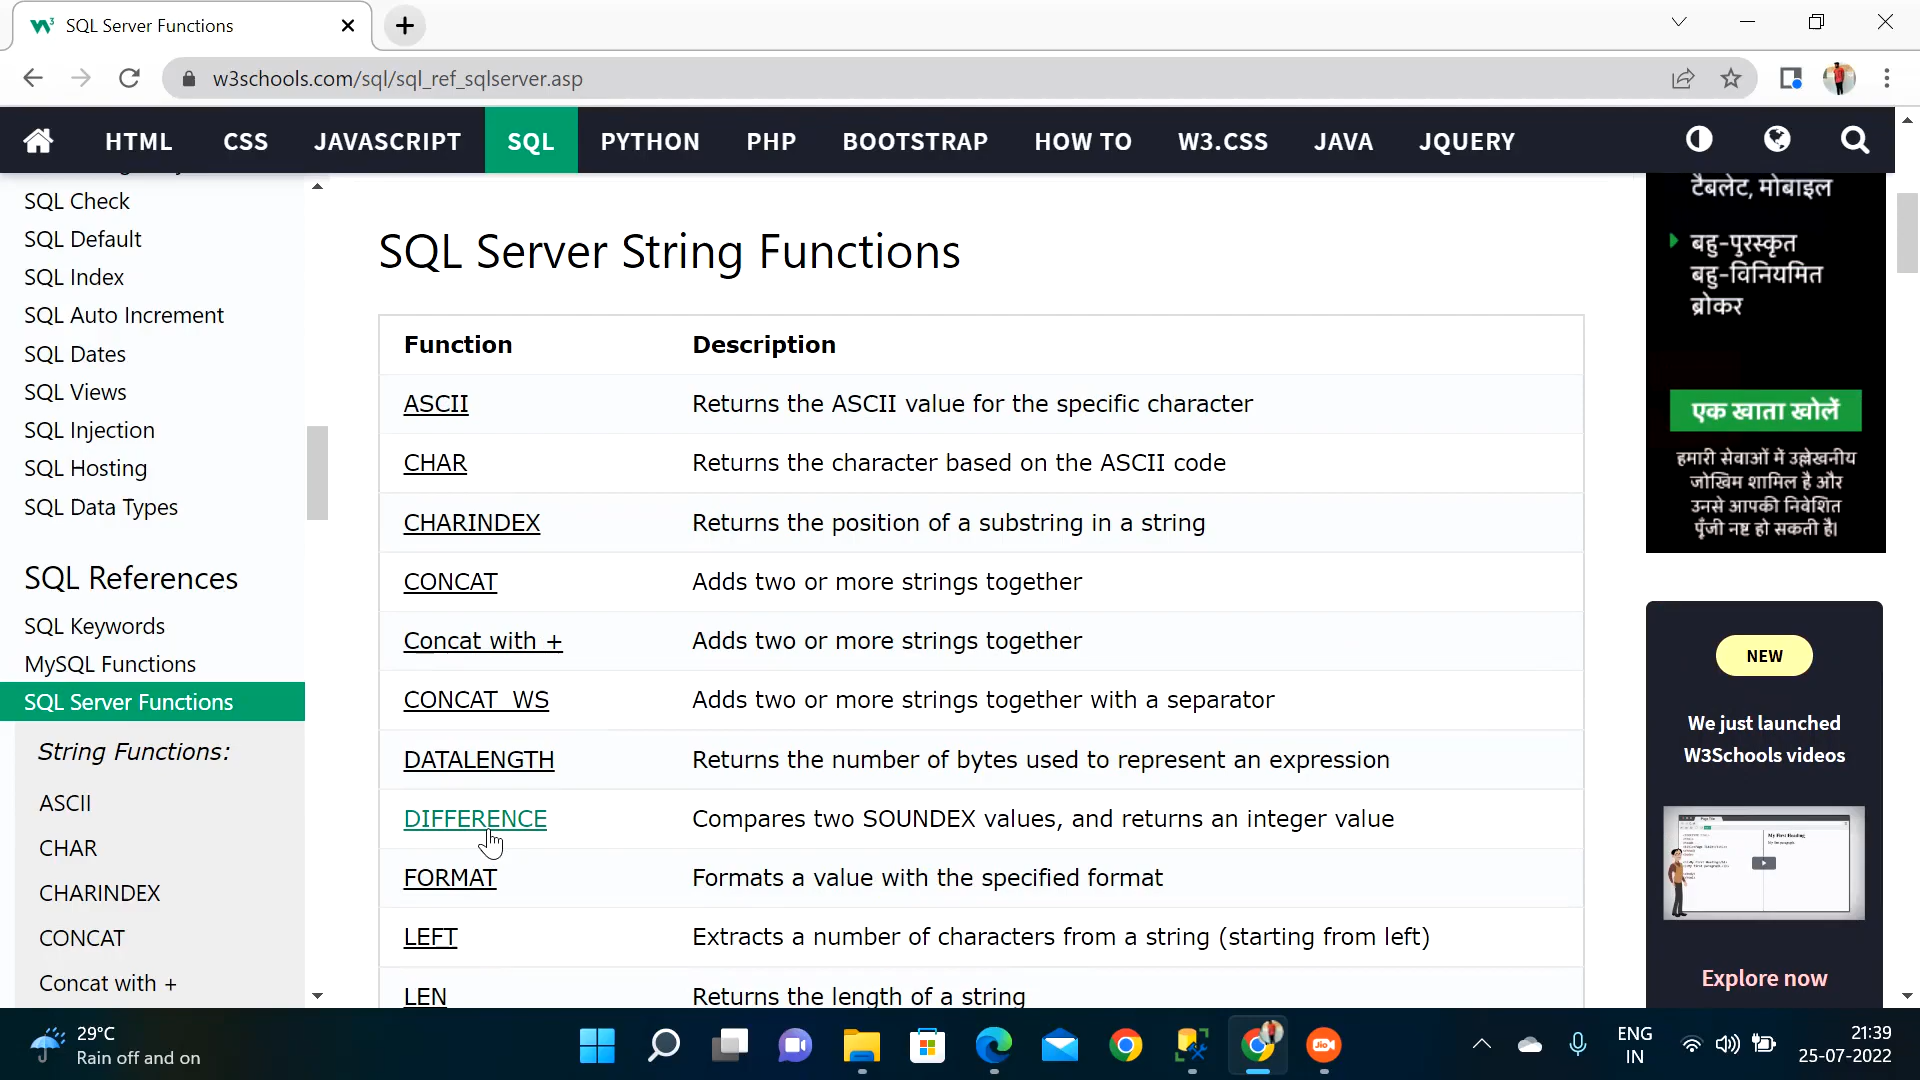 SQL Server Functions
w3schools.com/sql/sql_ref_sqlserver.asp
HTML CSS JAVASCRIPT SQL PYTHON PHP BOOTSTRAP HOW TO W3.CSS JAVA JQUERY
SQL Check
SQL Default
SQL Index
SQL Auto Increment
SQL Dates
SQL Views
SQL Injection
SQL Hosting
SQL Data Types
SQL References
SQL Keywords
MySQL Functions
SQL Server Functions
String Functions:
ASCII
CHAR
CHARINDEX
CONCAT
Concat with +
SQL Server String Functions
Function Description
ASCII Returns the ASCII value for the specific character
CHAR Returns the character based on the ASCII code
CHARINDEX Returns the position of a substring in a string
CONCAT Adds two or more strings together
Concat with + Adds two or more strings together
CONCAT_WS Adds two or more strings together with a separator
DATALENGTH Returns the number of bytes used to represent an expression
DIFFERENCE Compares two SOUNDEX values, and returns an integer value
FORMAT Formats a value with the specified format
LEFT Extracts a number of characters from a string (starting from left)
LEN Returns the length of a string
टैबलेट, मोबाइल
बहु-पुरस्कृत
बहु-विनियमित
ब्रोकर
एक खाता खोलें
हमारी सेवाओं में उल्लेखनीय
जोखिम शामिल है और
उनसे आपकी निवेशित
पूँजी नष्ट हो सकती है।
NEW
We just launched
W3Schools videos
My First Heading
Explore now
29°C
Rain off and on
Jio
ENG
IN
21:39
25-07-2022